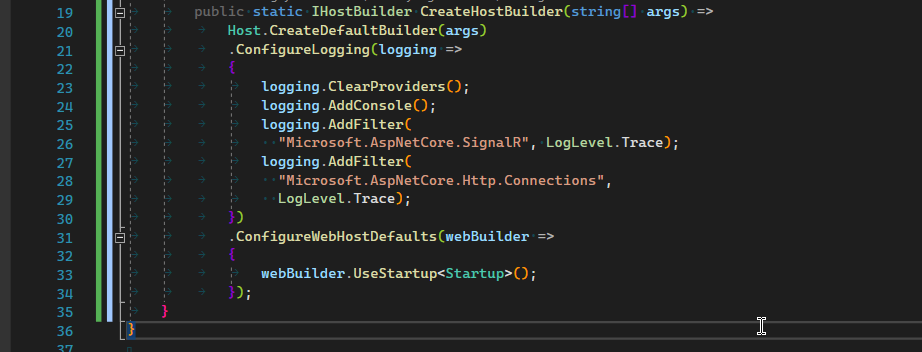 19 public static IHostBuilder CreateHostBuilder(string[] args) =>
20 Host.CreateDefaultBuilder(args)
21 .ConfigureLogging(logging =>
22 {
23 logging.ClearProviders();
24 logging.AddConsole();
25 logging.AddFilter(
26 "Microsoft.AspNetCore.SignalR", LogLevel.Trace);
27 logging.AddFilter(
28 "Microsoft.AspNetCore.Http.Connections",
29 LogLevel.Trace);
30 })
31 .ConfigureWebHostDefaults(webBuilder =>
32 {
33 webBuilder.UseStartup<Startup>();
34 });
35 }
36 }
37